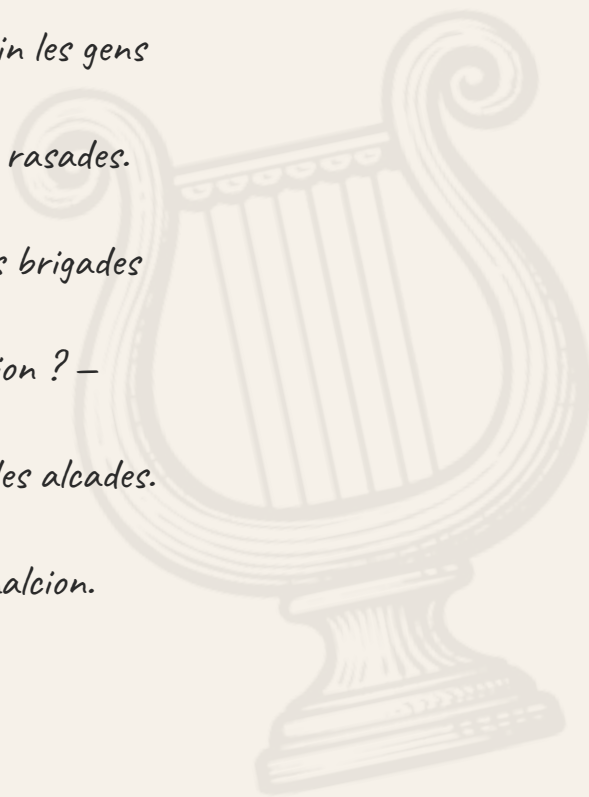 in les gens
rasades.
s brigades
ion ? –
les alcades.
alcion.